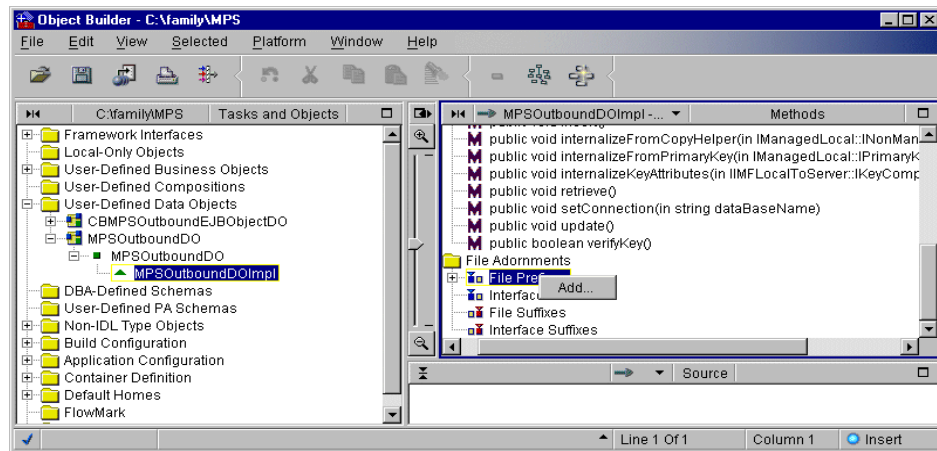 Object Builder - C:\family\MPS
File Edit View Selected Platform Window Help
C:\family\MPS Tasks and Objects
Framework Interfaces
Local-Only Objects
User-Defined Business Objects
User-Defined Compositions
User-Defined Data Objects
CBMPSOutboundEJBObjectDO
MPSOutboundDO
MPSOutboundDO
MPSOutboundDOImpl
DBA-Defined Schemas
User-Defined PA Schemas
Non-IDL Type Objects
Build Configuration
Application Configuration
Container Definition
Default Homes
FlowMark
MPSOutboundDOImpl -... Methods
public void internalizeFromCopyHelper(in IManagedLocal::INonMan
public void internalizeFromPrimaryKey(in IManagedLocal::IPrimaryK
public void internalizeKeyAttributes(in IIMFLocalToServer::IKeyComp
public void retrieve()
public void setConnection(in string dataBaseName)
public void update()
public boolean verifyKey()
File Adornments
File Pref
Add...
Interfac
File Suffixes
Interface Suffixes
Source
Line 1 Of 1 Column 1 Insert